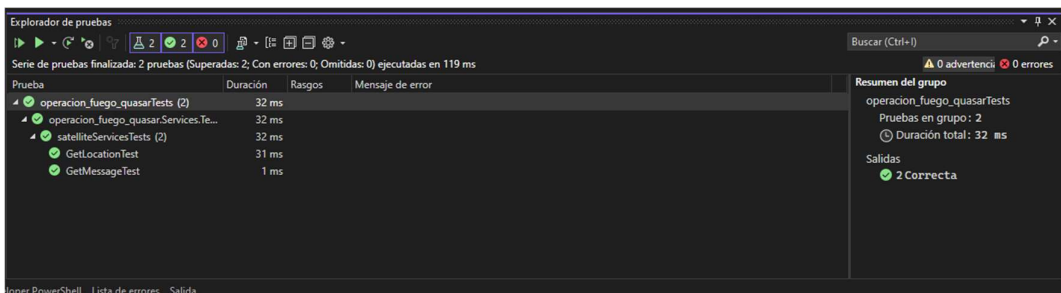 Explorador de pruebas
2 2 0
Buscar (Ctrl+I)
Serie de pruebas finalizada: 2 pruebas (Superadas: 2; Con errores: 0; Omitidas: 0) ejecutadas en 119 ms
0 advertenci 0 errores
Prueba Duración Rasgos Mensaje de error
operacion_fuego_quasarTests (2) 32 ms
operacion_fuego_quasar.Services.Te... 32 ms
satelliteServicesTests (2) 32 ms
GetLocationTest 31 ms
GetMessageTest 1 ms
Resumen del grupo
operacion_fuego_quasarTests
Pruebas en grupo: 2
Duración total: 32 ms
Salidas
2 Correcta
loper PowerShell Lista de errores Salida